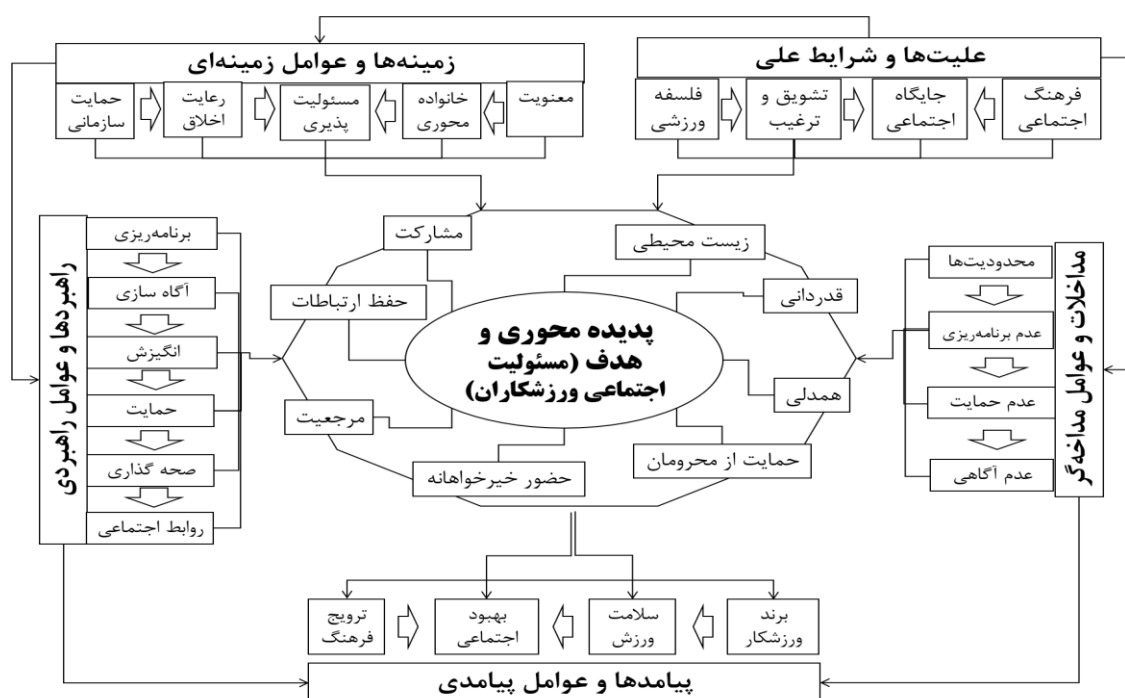 علیت‌ها و شرایط علی
فرهنگ
اجتماعی
جایگاه
اجتماعی
تشویق و
ترغیب
فلسفه
ورزشی
زمینه‌ها و عوامل زمینه‌ای
معنویت
خانواده
محوری
مسئولیت
پذیری
رعایت
اخلاق
حمایت
سازمانی
مداخلات و عوامل مداخه‌گر
محدودیت‌ها
عدم برنامه‌ریزی
عدم حمایت
عدم آگاهی
زیست محیطی
قدردانی
همدلی
حمایت از محرومان
حضور خیرخواهانه
مرجعیت
حفظ ارتباطات
مشارکت
پدیده محوری و
هدف (مسئولیت
اجتماعی ورزشکاران)
راهبردها و عوامل راهبردی
برنامه‌ریزی
آگاه سازی
انگیزش
حمایت
صحه گذاری
روابط اجتماعی
برند
ورزشکار
سلامت
ورزش
بهبود
اجتماعی
ترویج
فرهنگ
پیامدها و عوامل پیامدی